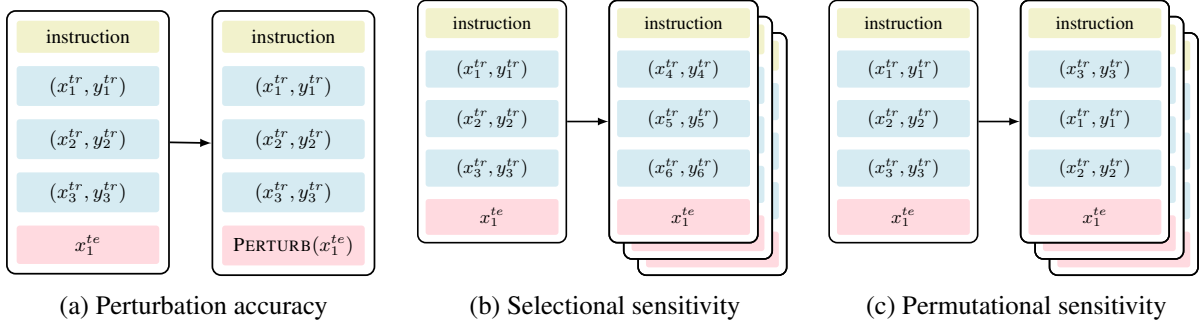 instruction
$(x_1^{tr}, y_1^{tr})$
$(x_2^{tr}, y_2^{tr})$
$(x_3^{tr}, y_3^{tr})$
$x_1^{te}$
instruction
$(x_1^{tr}, y_1^{tr})$
$(x_2^{tr}, y_2^{tr})$
$(x_3^{tr}, y_3^{tr})$
PERTURB$(x_1^{te})$
(a) Perturbation accuracy
instruction
$(x_1^{tr}, y_1^{tr})$
$(x_2^{tr}, y_2^{tr})$
$(x_3^{tr}, y_3^{tr})$
$x_1^{te}$
instruction
$(x_4^{tr}, y_4^{tr})$
$(x_5^{tr}, y_5^{tr})$
$(x_6^{tr}, y_6^{tr})$
$x_1^{te}$
(b) Selectional sensitivity
instruction
$(x_1^{tr}, y_1^{tr})$
$(x_2^{tr}, y_2^{tr})$
$(x_3^{tr}, y_3^{tr})$
$x_1^{te}$
instruction
$(x_3^{tr}, y_3^{tr})$
$(x_1^{tr}, y_1^{tr})$
$(x_2^{tr}, y_2^{tr})$
$x_1^{te}$
(c) Permutational sensitivity